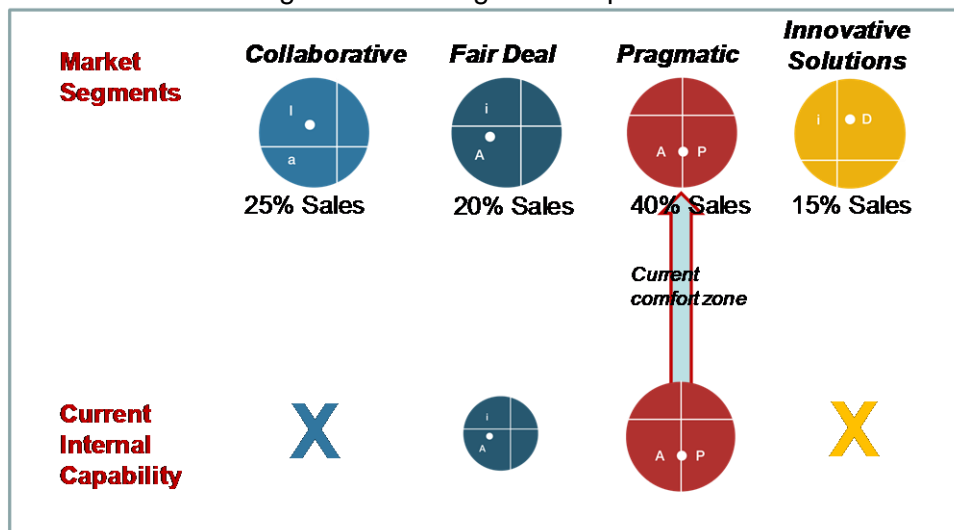 Market
Segments
Collaborative
Fair Deal
Pragmatic
Innovative
Solutions
I
a
i
A
A P
i D
25% Sales
20% Sales
40% Sales
15% Sales
Current
comfort zone
Current
Internal
Capability
X
i
A
A P
X